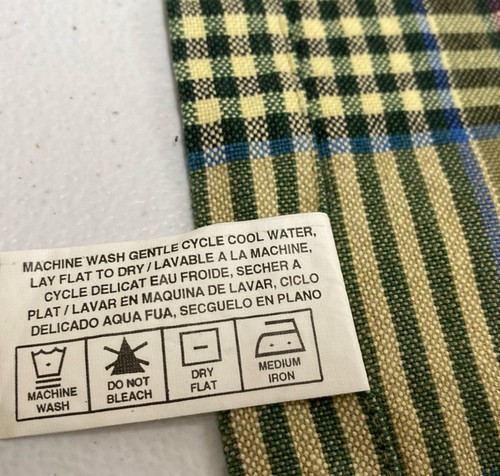 MACHINE WASH GENTLE CYCLE COOL WATER,
LAY FLAT TO DRY / LAVABLE A LA MACHINE,
CYCLE DELICAT EAU FROIDE, SECHER A
PLAT / LAVAR EN MAQUINA DE LAVAR, CICLO
DELICADO AQUA FUA, SECGUELO EN PLANO
MACHINE
WASH
DO NOT
BLEACH
DRY
FLAT
MEDIUM
IRON